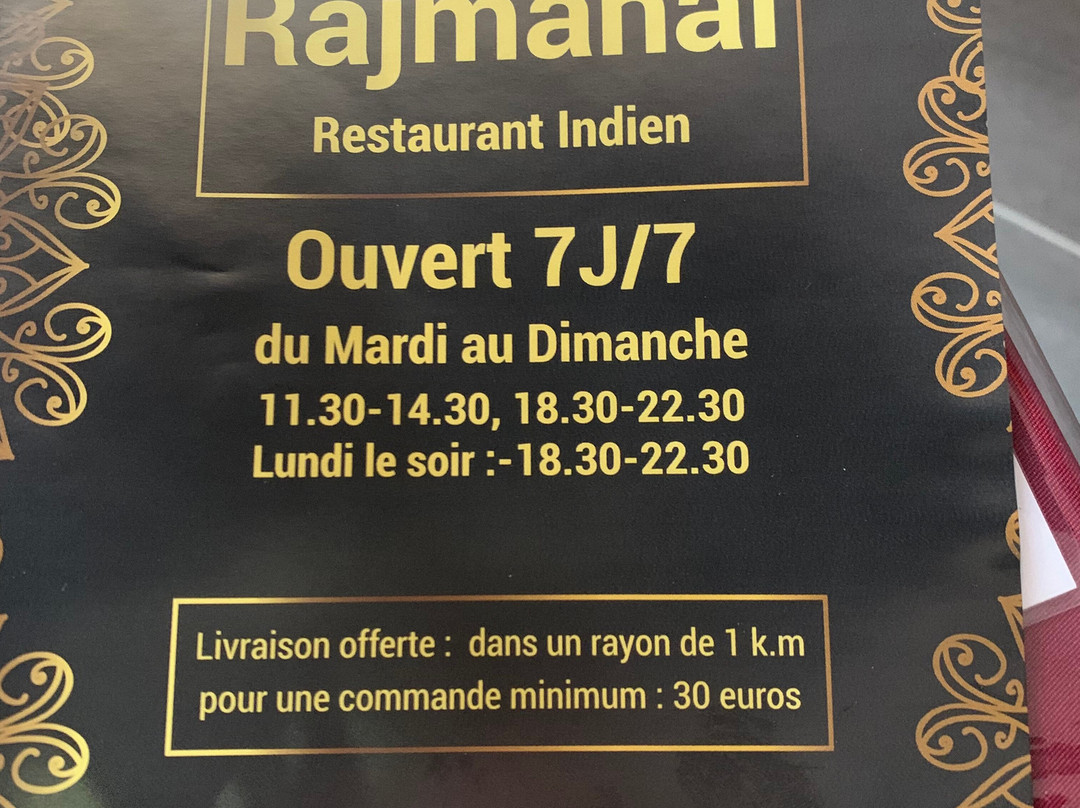 Rajmahal
Restaurant Indien
Ouvert 7J/7
du Mardi au Dimanche
11.30-14.30, 18.30-22.30
Lundi le soir :-18.30-22.30
Livraison offerte : dans un rayon de 1 k.m
pour une commande minimum : 30 euros